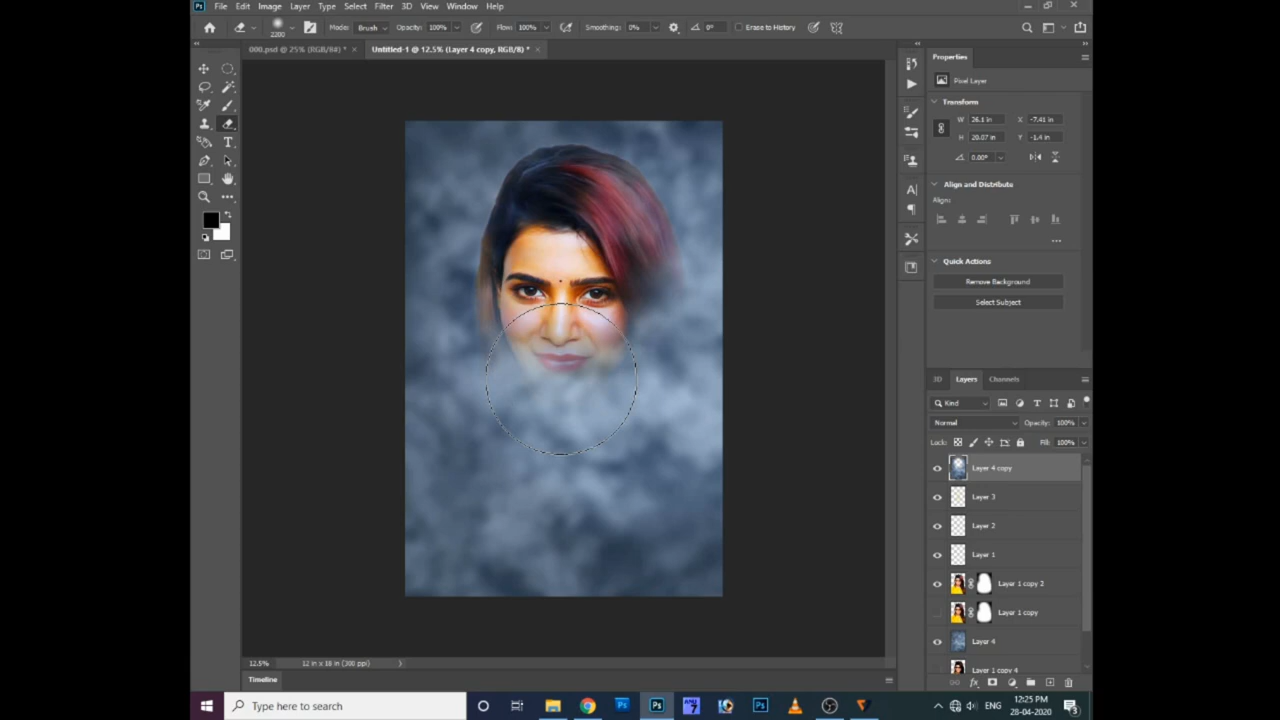 File Edit Image Layer Type Select Filter 3D View Window Help
2200 Mode: Brush Opacity: 100% Flow: 100% Smoothing: 0% 0° Erase to History
000.psd @ 25% (RGB/8#) * × Untitled-1 @ 12.5% (Layer 4 copy, RGB/8) * ×
Properties
Pixel Layer
Transform
W 26.1 in X -7.41 in
H 20.07 in Y -1.4 in
0.00°
Align and Distribute
Align:
Quick Actions
Remove Background
Select Subject
3D Layers Channels
Kind
Normal Opacity: 100%
Lock: Fill: 100%
Layer 4 copy
Layer 3
Layer 2
Layer 1
Layer 1 copy 2
Layer 1 copy
Layer 4
Layer 1 copy 4
12.5% 12 in x 18 in (300 ppi)
Timeline
Type here to search
ENG 12:25 PM
28-04-2020